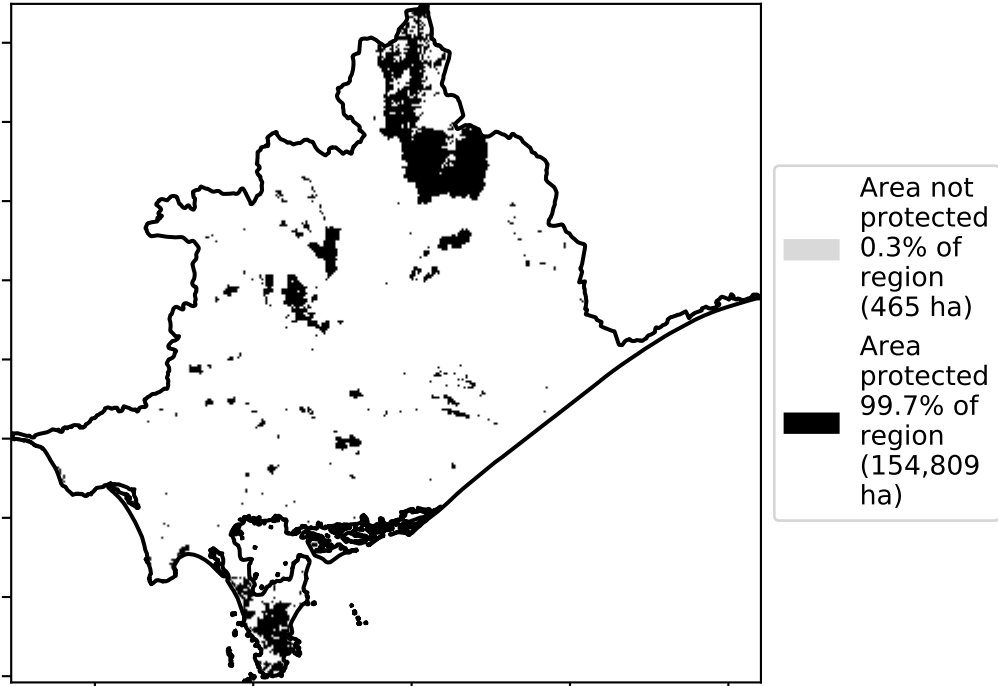 Area not
protected
0.3% of
region
(465 ha)
Area
protected
99.7% of
region
(154,809
ha)